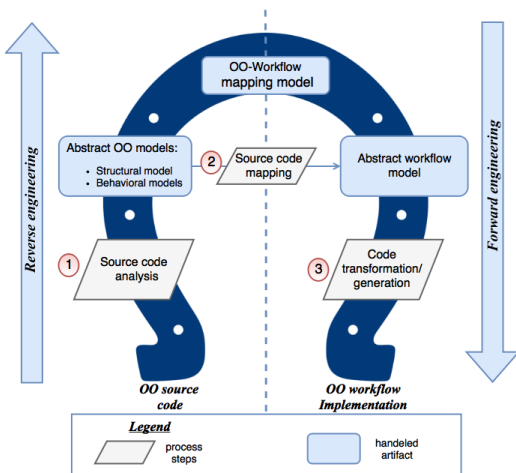 OO-Workflow
mapping model
Reverse engineering
Forward engineering
Abstract OO models:
• Structural model
• Behavioral models
2
Source code
mapping
Abstract workflow
model
1
Source code
analysis
3
Code
transformation/
generation
OO source
code
OO workflow
Implementation
Legend
process
steps
handeled
artifact